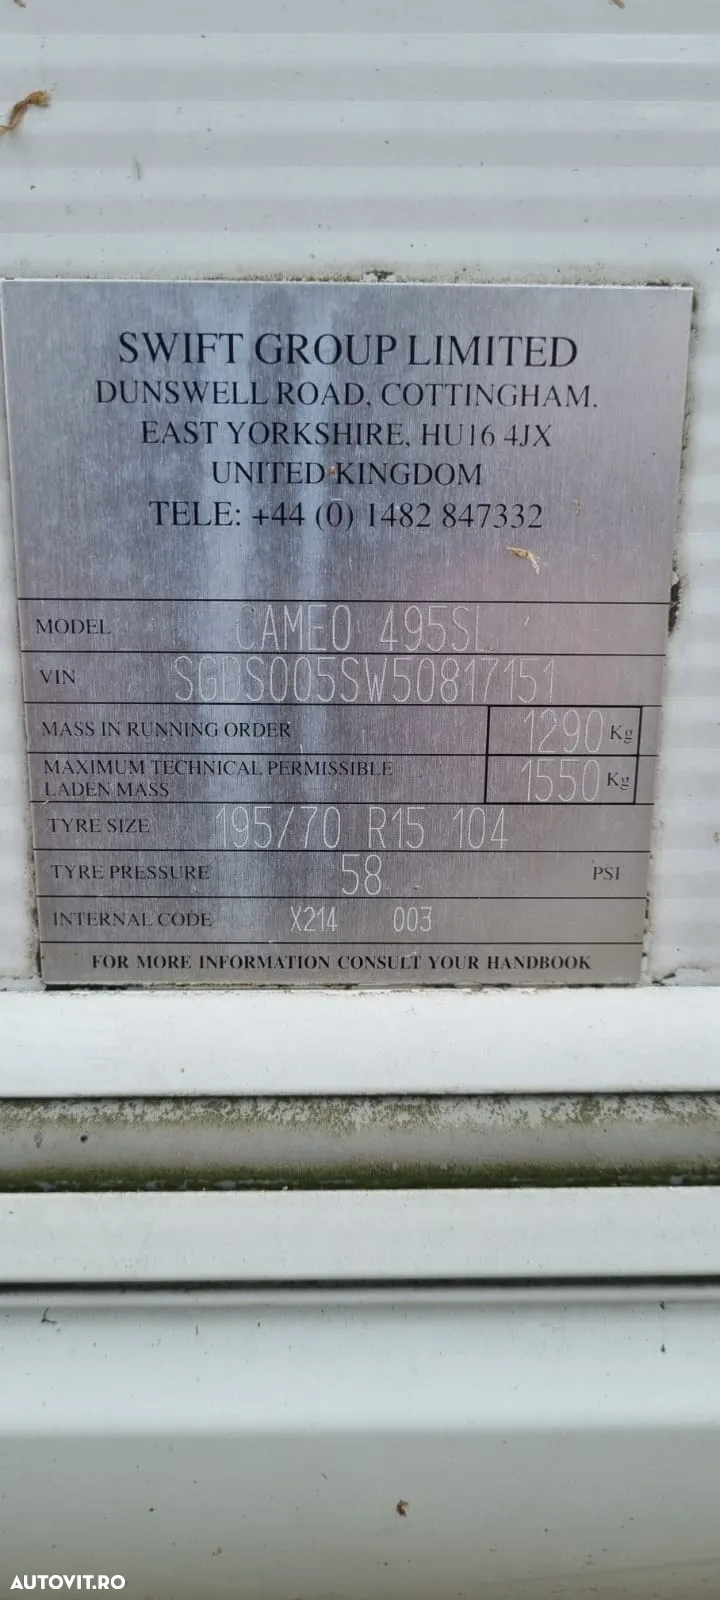 SWIFT GROUP LIMITED
DUNSWELL ROAD, COTTINGHAM.
EAST YORKSHIRE, HU16 4JX
UNITED KINGDOM
TELE: +44 (0) 1482 847332
MODEL CAMEO 495SL
VIN SGDS005SW50817151
MASS IN RUNNING ORDER 1290 Kg
MAXIMUM TECHNICAL PERMISSIBLE
LADEN MASS 1550 Kg
TYRE SIZE 195/70 R15 104
TYRE PRESSURE 58 PSI
INTERNAL CODE X214 003
FOR MORE INFORMATION CONSULT YOUR HANDBOOK
AUTOVIT.RO